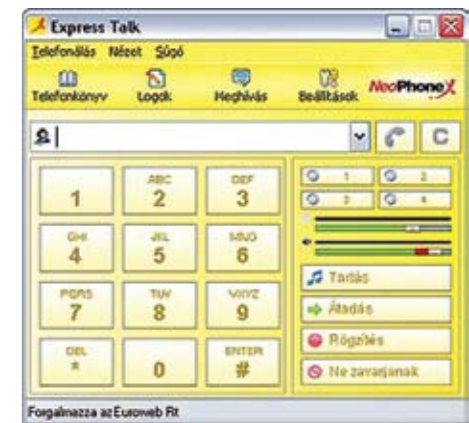 Express Talk
Telefonálás Nézet Súgó
Telefonkönyv Logok Meghívás Beállítások NeoPhoneX
C
1 ABC 2 DEF 3
GHI 4 JKL 5 MNO 6
PQRS 7 TUV 8 WXYZ 9
DEL * 0 ENTER #
1 2
3 4
Tartás
Átadás
Rögzítés
Ne zavarjanak
Forgalmazza az Euroweb Rt